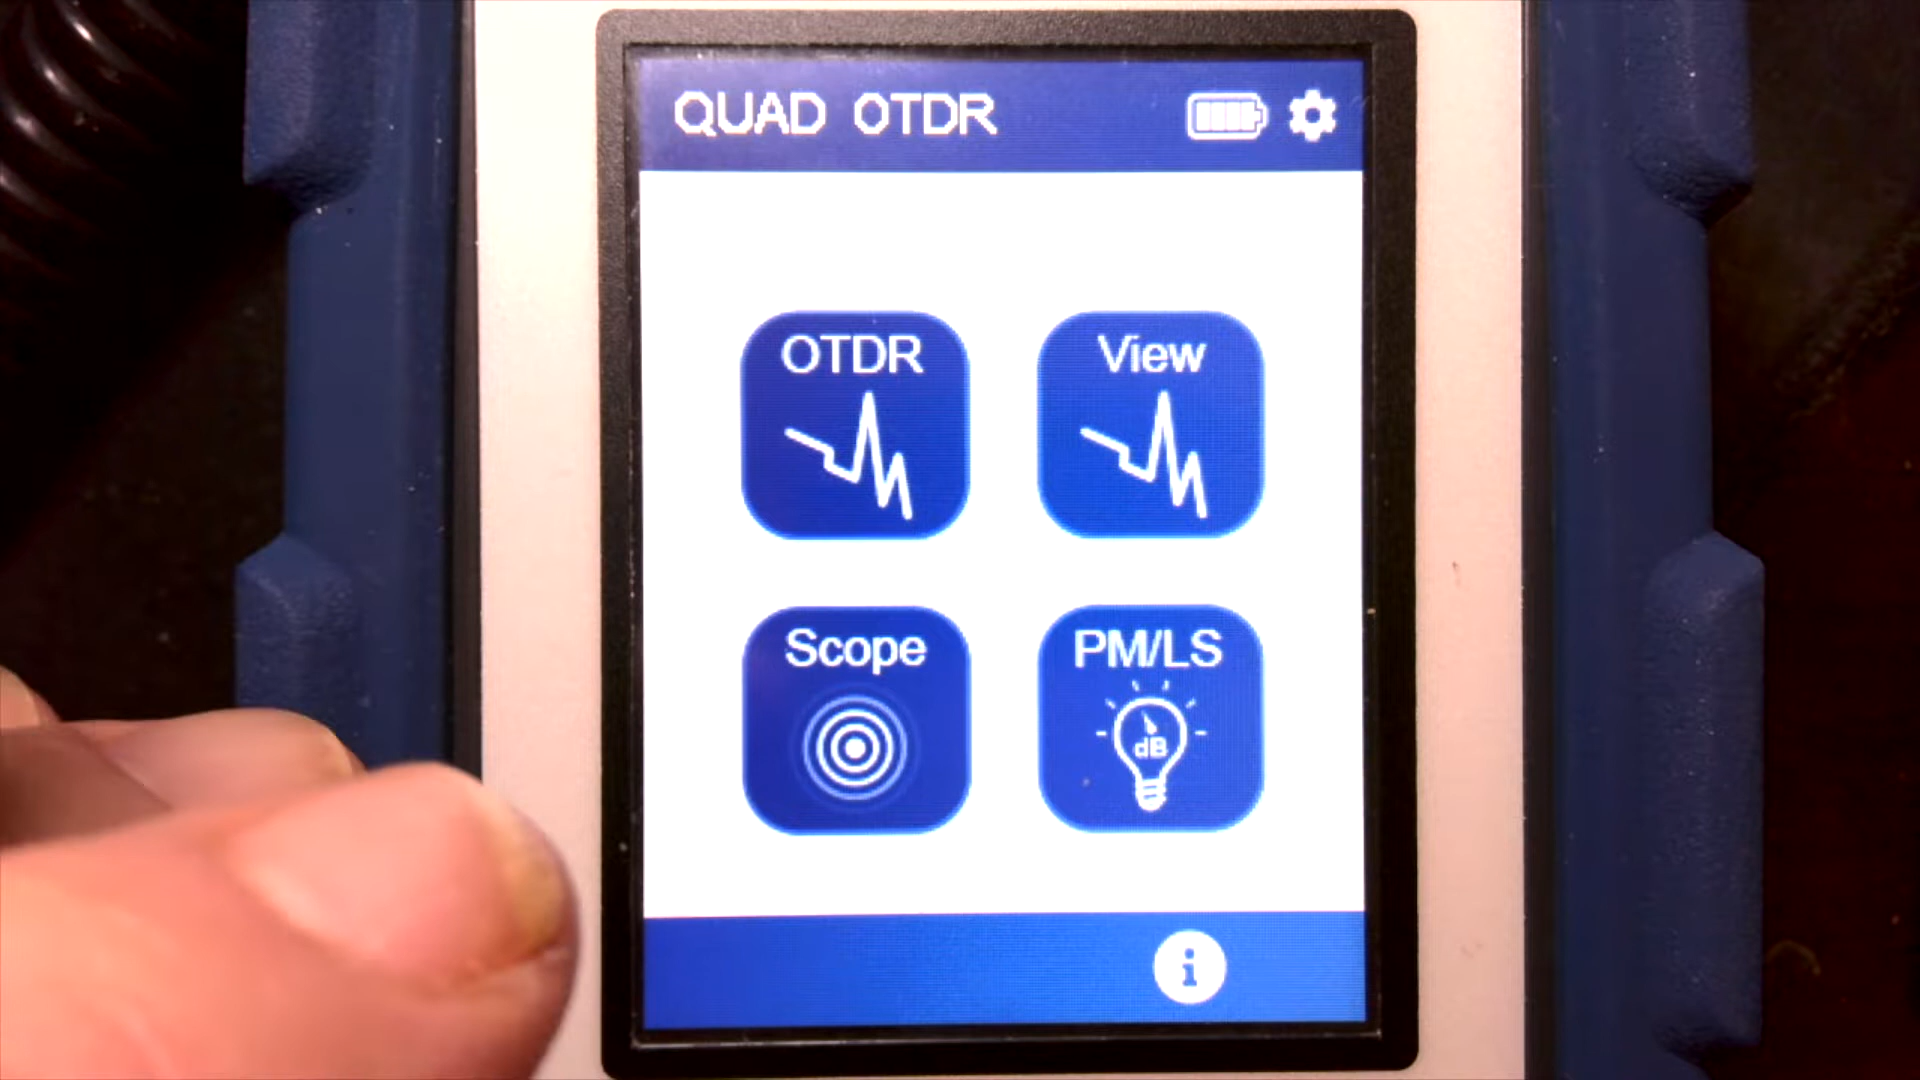 QUAD OTDR
OTDR
View
Scope
PM/LS
dB
i